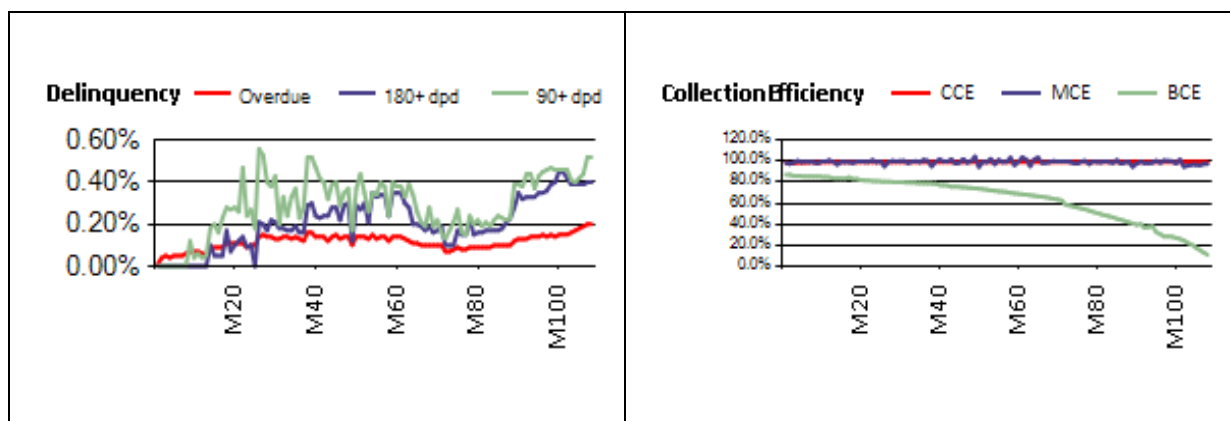 Delinquency Overdue 180+ dpd 90+ dpd
0.60%
0.40%
0.20%
0.00%
M20
M40
M60
M80
M100
Collection Efficiency CCE MCE BCE
120.0%
100.0%
80.0%
60.0%
40.0%
20.0%
0.0%
M20
M40
M60
M80
M100